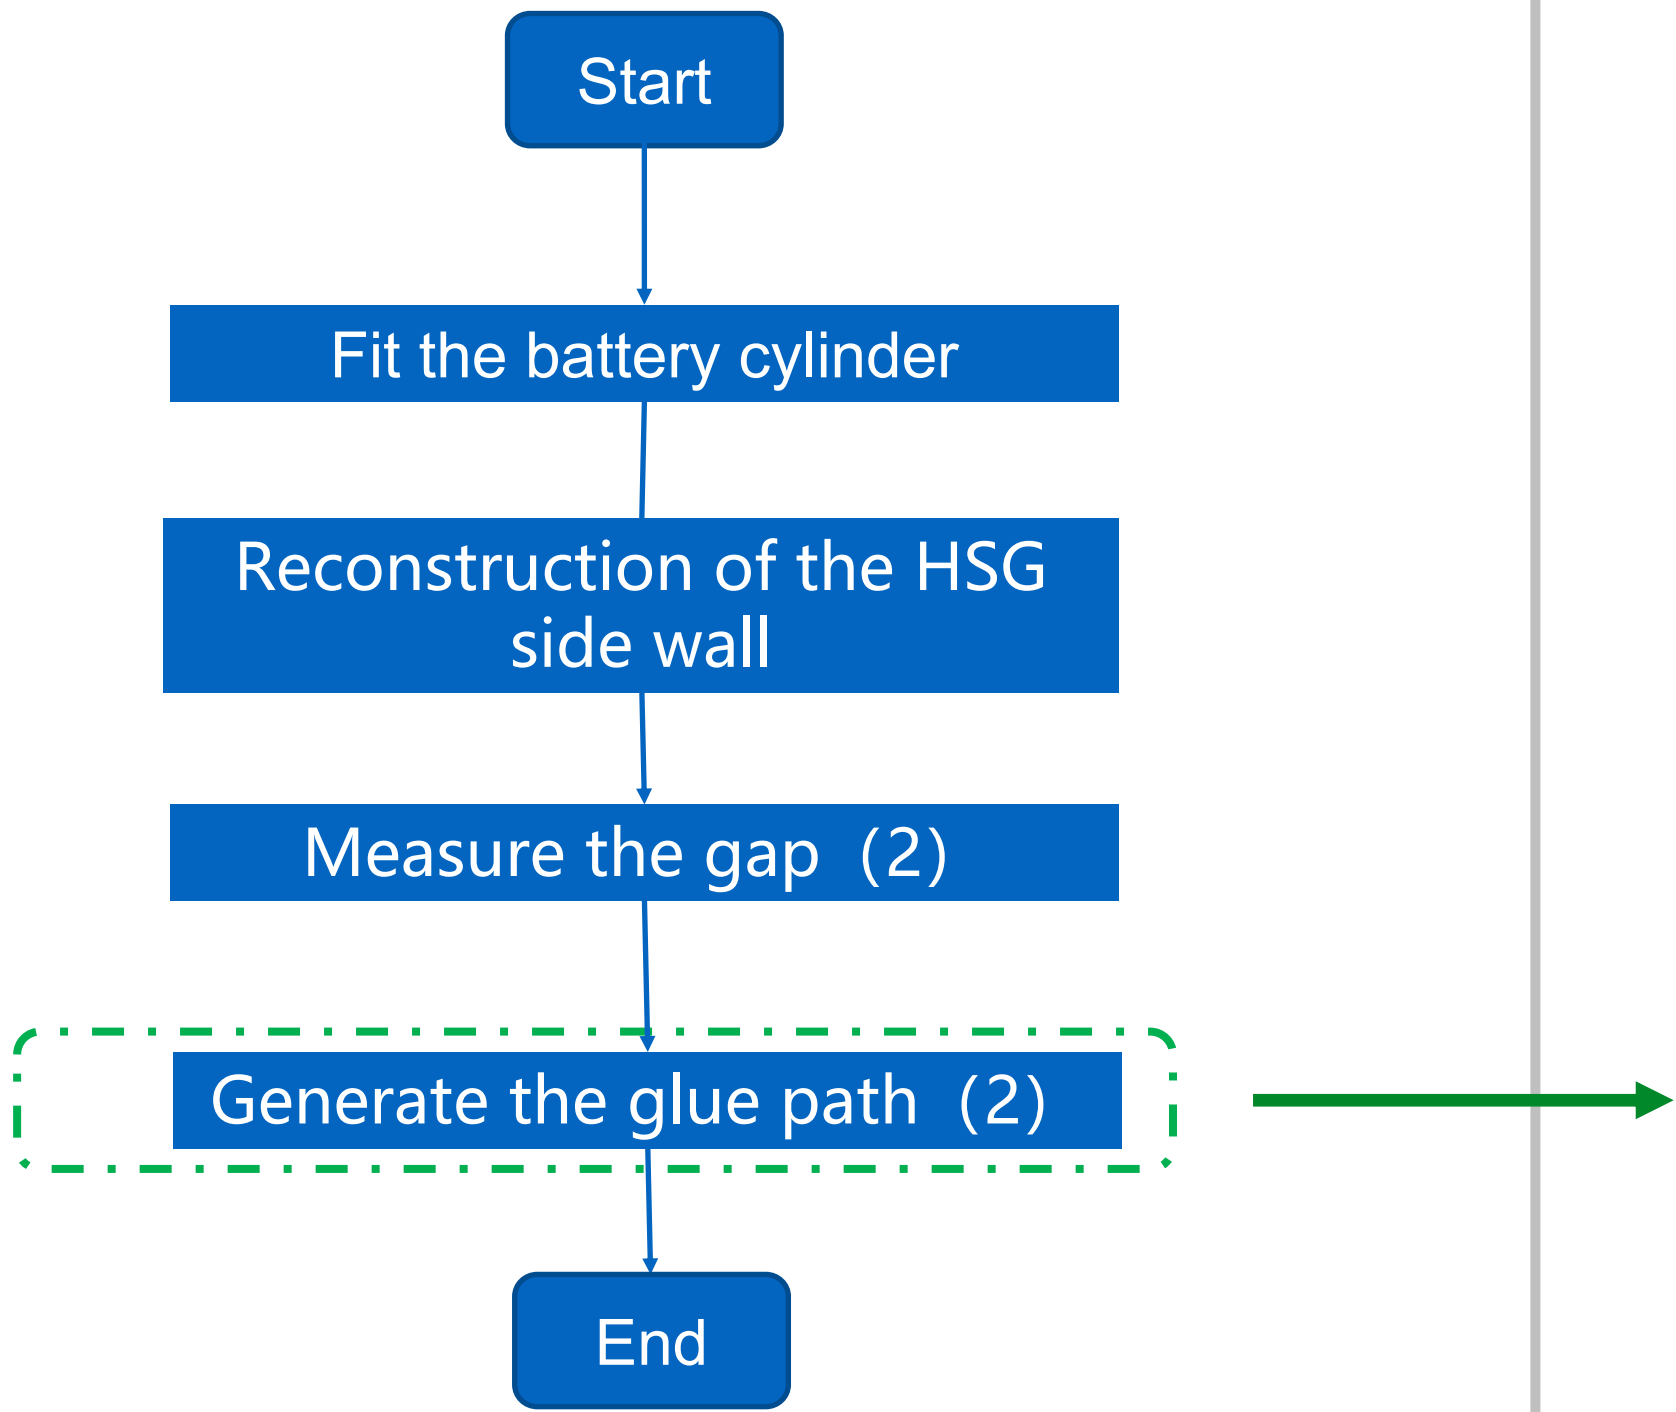 Start
Fit the battery cylinder
Reconstruction of the HSG
side wall
Measure the gap（2）
Generate the glue path（2）
End